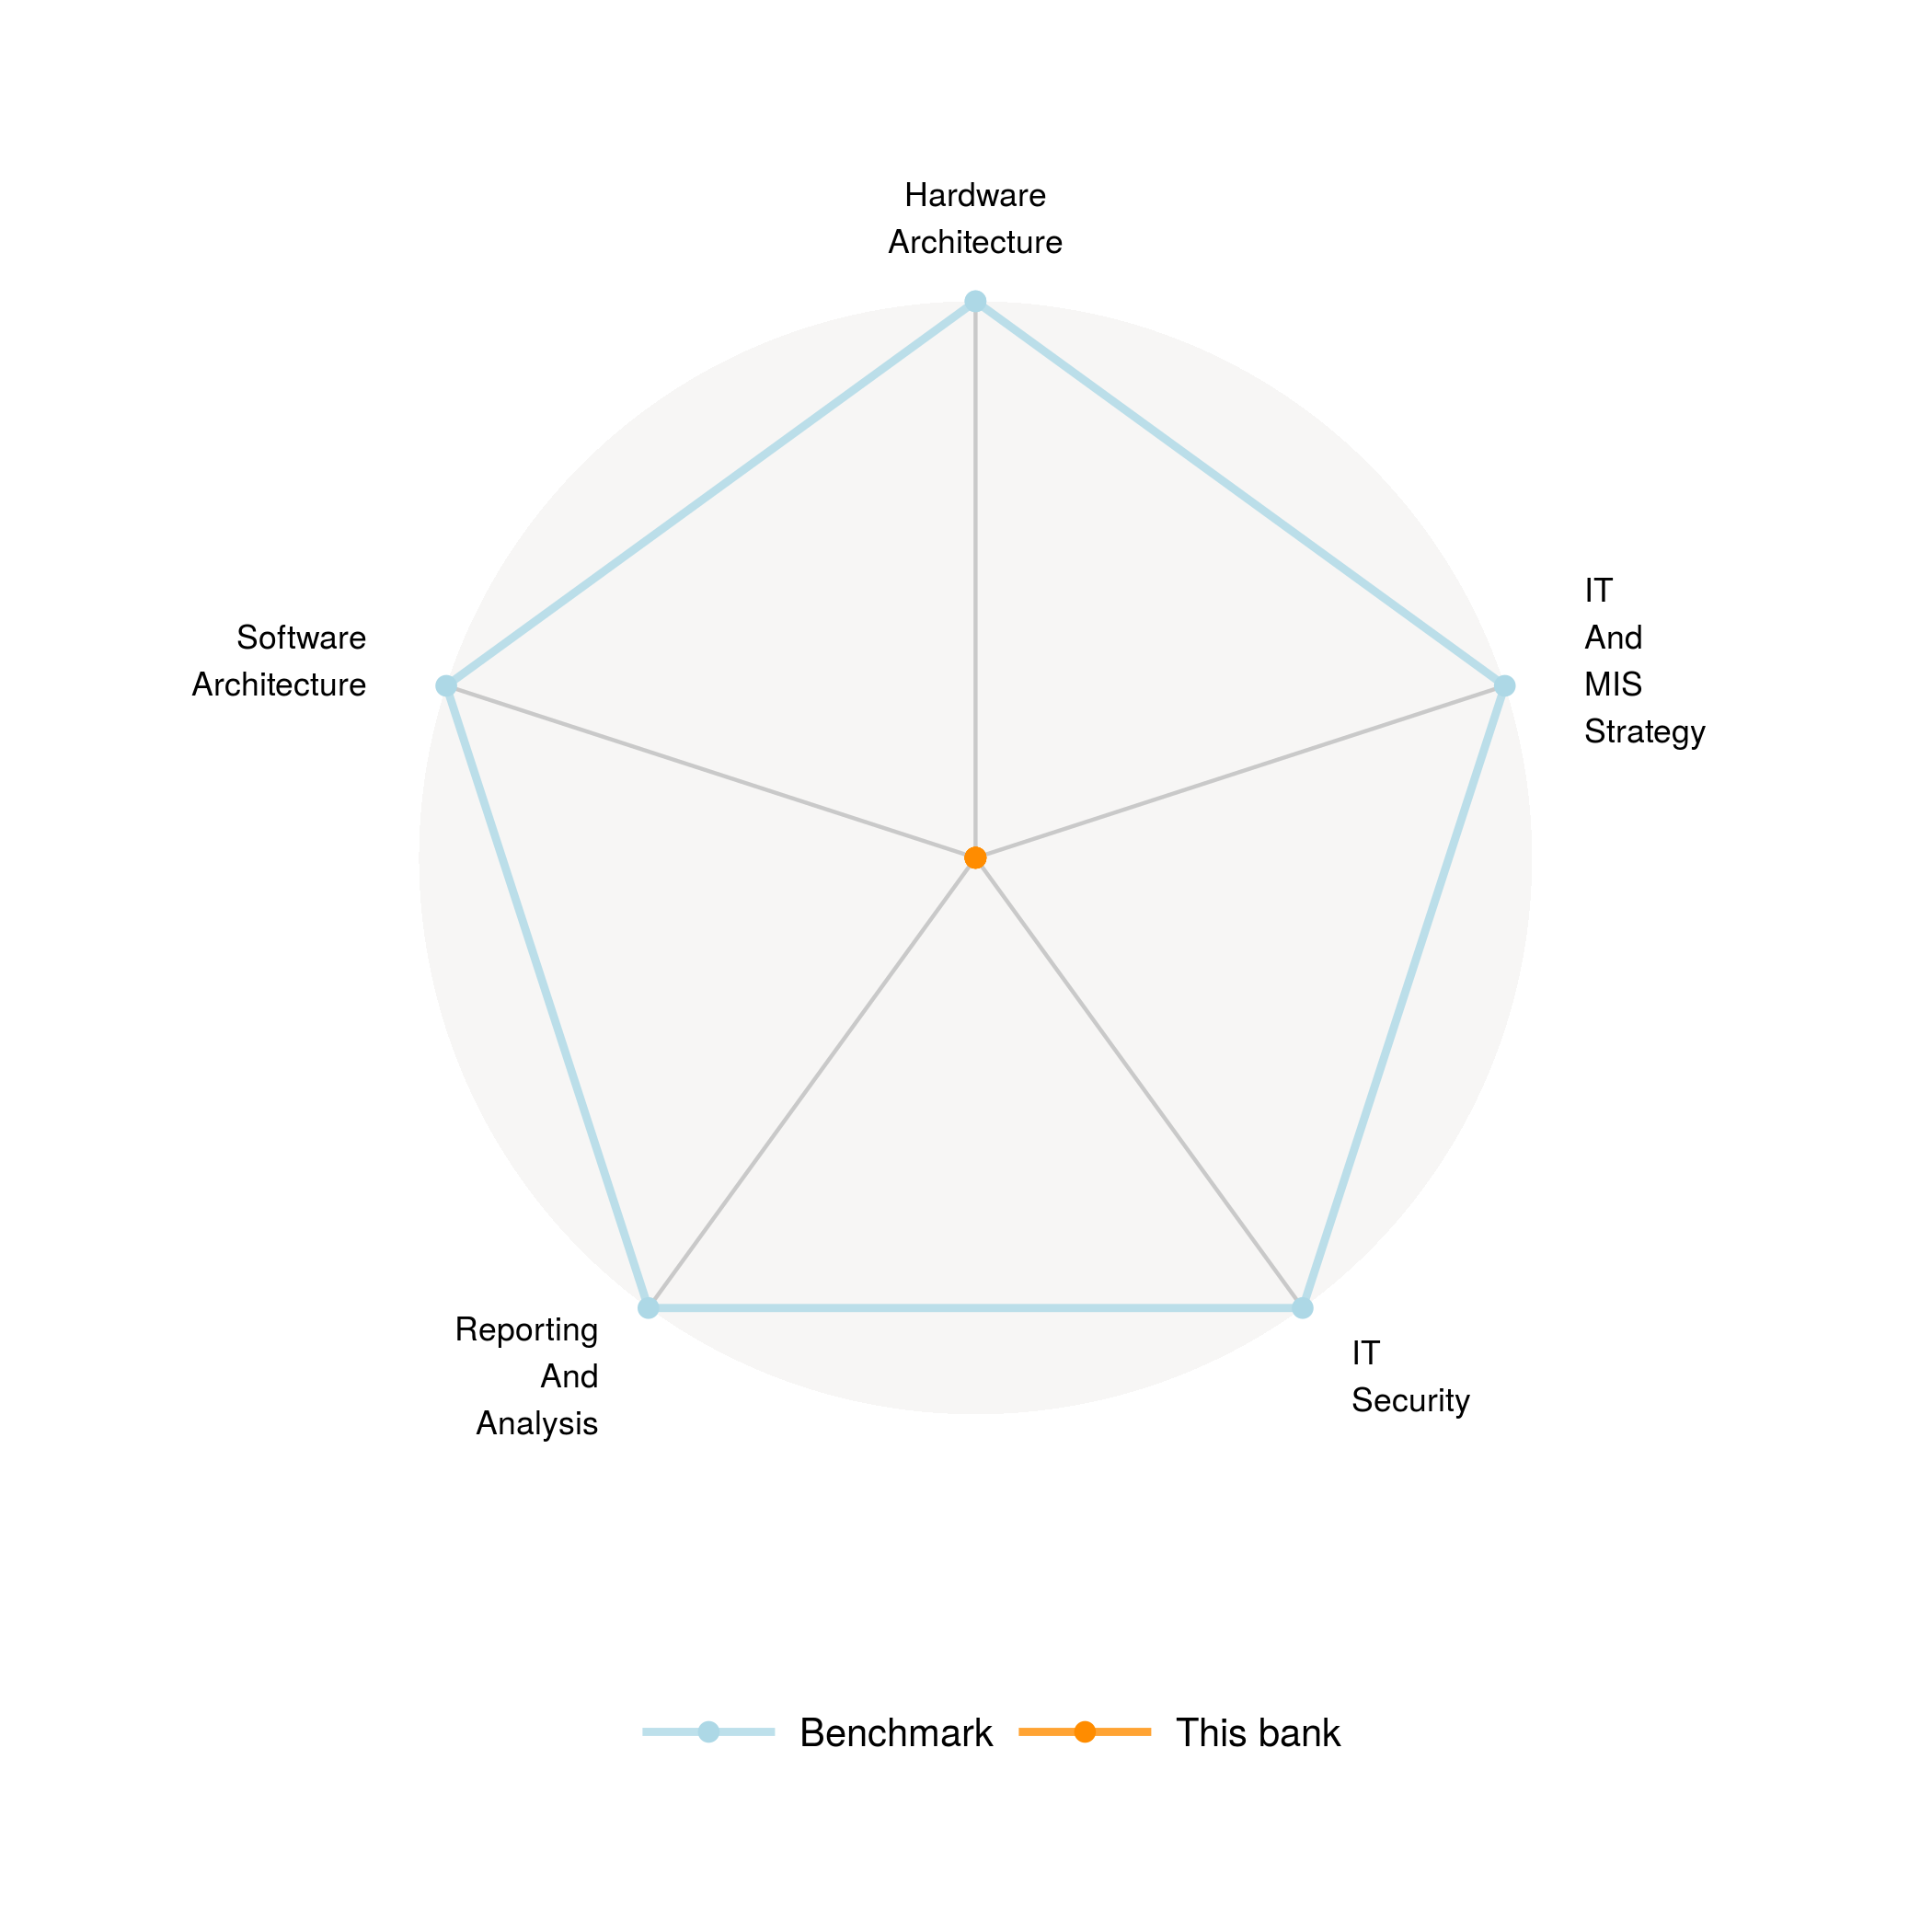 Hardware
Architecture
IT
And
MIS
Strategy
Software
Architecture
Reporting
And
Analysis
IT
Security
Benchmark
This bank